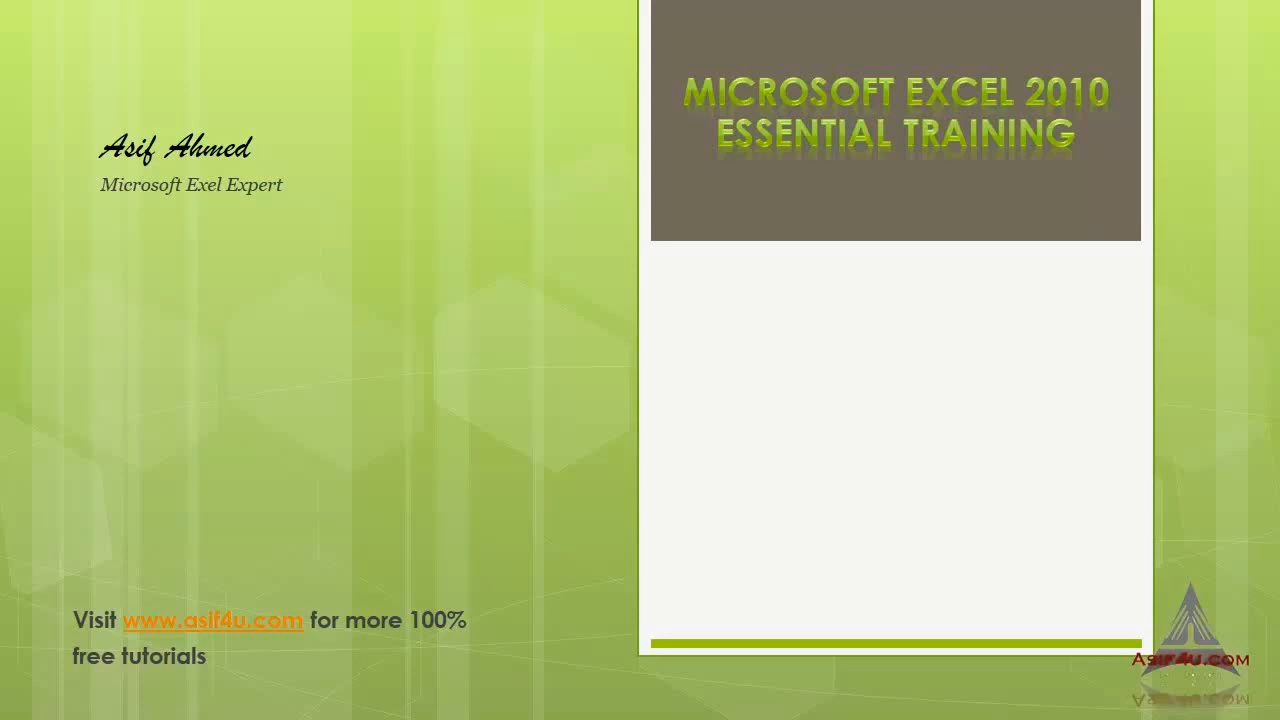 Asif Ahmed
Microsoft Exel Expert
MICROSOFT EXCEL 2010
ESSENTIAL TRAINING
Visit www.asif4u.com for more 100%
free tutorials
Asif4u.com